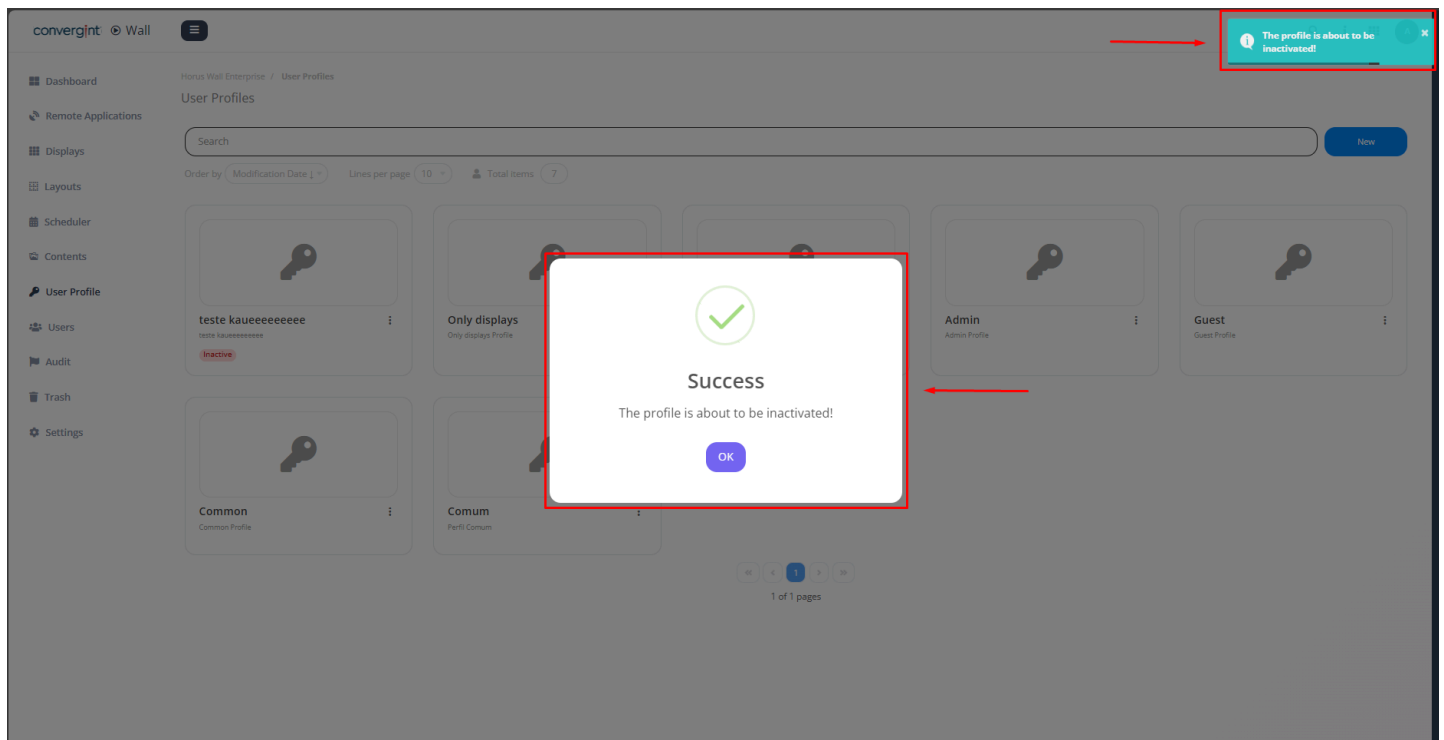 convergint Wall
The profile is about to be
inactivated!
Dashboard
Remote Applications
Displays
Layouts
Scheduler
Contents
User Profile
Users
Audit
Trash
Settings
Horus Wall Enterprise / User Profiles
User Profiles
Search
New
Order by Modification Date ↓ Lines per page 10 Total items 7
teste kaueeeeeeeee
teste kaueeeeeeeee
Inactive
Only displays
Only displays Profile
Admin
Admin Profile
Guest
Guest Profile
Success
The profile is about to be inactivated!
OK
Common
Common Profile
Comum
Perfil Comum
« ‹ 1 › »
1 of 1 pages